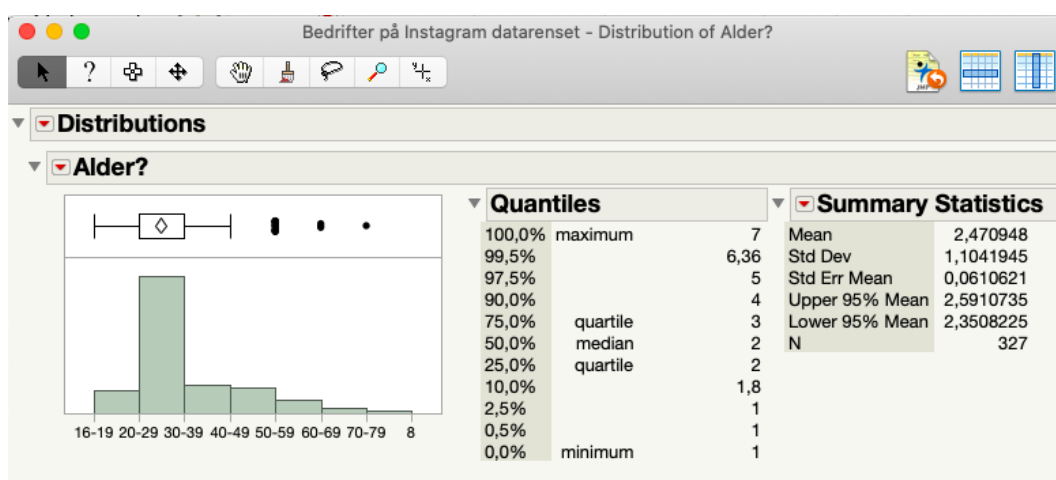 Bedrifter på Instagram datarenset - Distribution of Alder?
Distributions
Alder?
16-19 20-29 30-39 40-49 50-59 60-69 70-79 8
Quantiles
100,0% maximum 7
99,5% 6,36
97,5% 5
90,0% 4
75,0% quartile 3
50,0% median 2
25,0% quartile 2
10,0% 1,8
2,5% 1
0,5% 1
0,0% minimum 1
Summary Statistics
Mean 2,470948
Std Dev 1,1041945
Std Err Mean 0,0610621
Upper 95% Mean 2,5910735
Lower 95% Mean 2,3508225
N 327